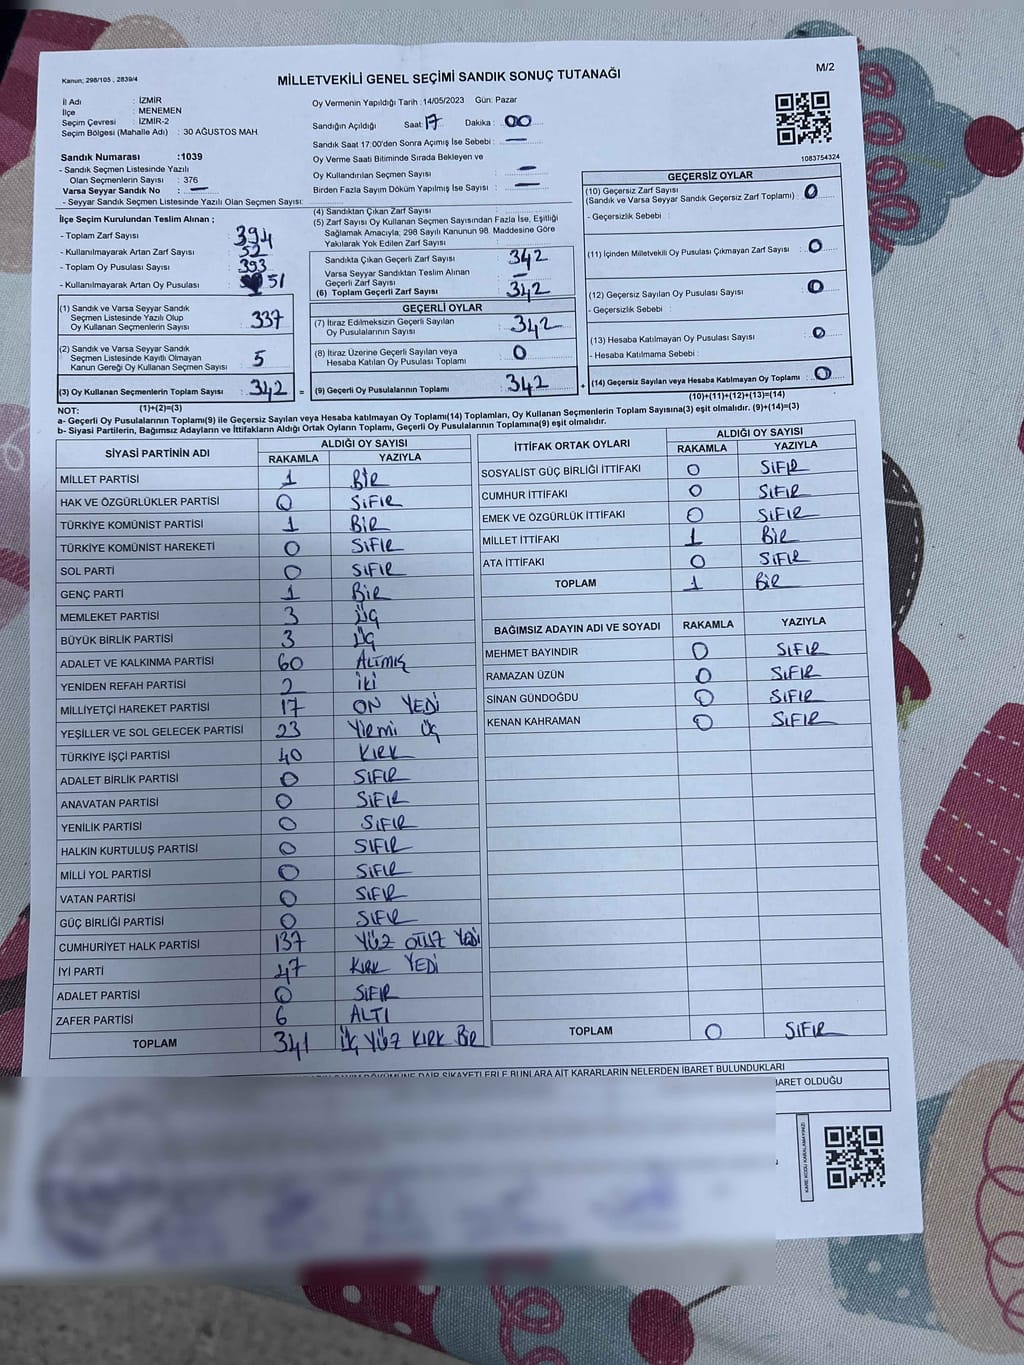 Kanun; 298/105 , 2839/4
MİLLETVEKİLİ GENEL SEÇİMİ SANDIK SONUÇ TUTANAĞI
M/2
İl Adı : İZMİR
İlçe : MENEMEN
Seçim Çevresi : İZMİR-2
Seçim Bölgesi (Mahalle Adı) : 30 AĞUSTOS MAH
Oy Vermenin Yapıldığı Tarih :14/05/2023 Gün: Pazar
Sandığın Açıldığı Saat: 17 Dakika : 00
Sandık Saat 17:00'den Sonra Açımış İse Sebebi : —
Oy Verme Saati Bitiminde Sırada Bekleyen ve
Oy Kullandırılan Seçmen Sayısı : —
Birden Fazla Sayım Döküm Yapılmış İse Sayısı : —
1083754324
Sandık Numarası :1039
- Sandık Seçmen Listesinde Yazılı
Olan Seçmenlerin Sayısı : 376
Varsa Seyyar Sandık No : —
- Seyyar Sandık Seçmen Listesinde Yazılı Olan Seçmen Sayısı:
İlçe Seçim Kurulundan Teslim Alınan ;
- Toplam Zarf Sayısı : 394
- Kullanılmayarak Artan Zarf Sayısı : 52
- Toplam Oy Pusulası Sayısı : 393
- Kullanılmayarak Artan Oy Pusulası : 51
(1) Sandık ve Varsa Seyyar Sandık
Seçmen Listesinde Yazılı Olup
Oy Kullanan Seçmenlerin Sayısı 337
(2) Sandık ve Varsa Seyyar Sandık
Seçmen Listesinde Kayıtlı Olmayan
Kanun Gereği Oy Kullanan Seçmen Sayısı 5
(3) Oy Kullanan Seçmenlerin Toplam Sayısı 342 =
(4) Sandıktan Çıkan Zarf Sayısı :
(5) Zarf Sayısı Oy Kullanan Seçmen Sayısından Fazla İse, Eşitliği
Sağlamak Amacıyla, 298 Sayılı Kanunun 98. Maddesine Göre
Yakılarak Yok Edilen Zarf Sayısı :
Sandıkta Çıkan Geçerli Zarf Sayısı 342
Varsa Seyyar Sandıktan Teslim Alınan
Geçerli Zarf Sayısı : —
(6) Toplam Geçerli Zarf Sayısı 342
GEÇERLİ OYLAR
(7) İtiraz Edilmeksizin Geçerli Sayılan
Oy Pusulalarının Sayısı 342
(8) İtiraz Üzerine Geçerli Sayılan veya
Hesaba Katılan Oy Pusulası Toplamı 0
(9) Geçerli Oy Pusulalarının Toplamı 342 +
GEÇERSİZ OYLAR
(10) Geçersiz Zarf Sayısı
(Sandık ve Varsa Seyyar Sandık Geçersiz Zarf Toplamı) : 0
- Geçersizlik Sebebi :
(11) İçinden Milletvekili Oy Pusulası Çıkmayan Zarf Sayısı : 0
(12) Geçersiz Sayılan Oy Pusulası Sayısı : 0
- Geçersizlik Sebebi :
(13) Hesaba Katılmayan Oy Pusulası Sayısı : 0
- Hesaba Katılmama Sebebi :
(14) Geçersiz Sayılan veya Hesaba Katılmayan Oy Toplamı : 0
NOT: (1)+(2)=(3)
(10)+(11)+(12)+(13)=(14)
a- Geçerli Oy Pusulalarının Toplamı(9) ile Geçersiz Sayılan veya Hesaba katılmayan Oy Toplamı(14) Toplamları, Oy Kullanan Seçmenlerin Toplam Sayısına(3) eşit olmalıdır. (9)+(14)=(3)
b- Siyasi Partilerin, Bağımsız Adayların ve İttifakların Aldığı Ortak Oyların Toplamı, Geçerli Oy Pusulalarının Toplamına(9) eşit olmalıdır.
SİYASİ PARTİNİN ADI ALDIĞI OY SAYISI
RAKAMLA YAZIYLA
MİLLET PARTİSİ 1 BİR
HAK VE ÖZGÜRLÜKLER PARTİSİ 0 SIFIR
TÜRKİYE KOMÜNİST PARTİSİ 1 BİR
TÜRKİYE KOMÜNİST HAREKETİ 0 SIFIR
SOL PARTİ 0 SIFIR
GENÇ PARTİ 1 BİR
MEMLEKET PARTİSİ 3 ÜÇ
BÜYÜK BİRLİK PARTİSİ 3 ÜÇ
ADALET VE KALKINMA PARTİSİ 60 ALTMIŞ
YENİDEN REFAH PARTİSİ 2 İKİ
MİLLİYETÇİ HAREKET PARTİSİ 17 ON YEDİ
YEŞİLLER VE SOL GELECEK PARTİSİ 23 YİRMİ ÜÇ
TÜRKİYE İŞÇİ PARTİSİ 40 KIRK
ADALET BİRLİK PARTİSİ 0 SIFIR
ANAVATAN PARTİSİ 0 SIFIR
YENİLİK PARTİSİ 0 SIFIR
HALKIN KURTULUŞ PARTİSİ 0 SIFIR
MİLLİ YOL PARTİSİ 0 SIFIR
VATAN PARTİSİ 0 SIFIR
GÜÇ BİRLİĞİ PARTİSİ 0 SIFIR
CUMHURİYET HALK PARTİSİ 137 YÜZ OTUZ YEDİ
İYİ PARTİ 47 KIRK YEDİ
ADALET PARTİSİ 0 SIFIR
ZAFER PARTİSİ 6 ALTI
TOPLAM 341 ÜÇ YÜZ KIRK BİR
İTTİFAK ORTAK OYLARI ALDIĞI OY SAYISI
RAKAMLA YAZIYLA
SOSYALİST GÜÇ BİRLİĞİ İTTİFAKI 0 SIFIR
CUMHUR İTTİFAKI 0 SIFIR
EMEK VE ÖZGÜRLÜK İTTİFAKI 0 SIFIR
MİLLET İTTİFAKI 1 BİR
ATA İTTİFAKI 0 SIFIR
TOPLAM 1 BİR
BAĞIMSIZ ADAYIN ADI VE SOYADI RAKAMLA YAZIYLA
MEHMET BAYINDIR 0 SIFIR
RAMAZAN ÜZÜN 0 SIFIR
SİNAN GÜNDOĞDU 0 SIFIR
KENAN KAHRAMAN 0 SIFIR
TOPLAM 0 SIFIR
SAYIM DÖKÜMÜNE DAİR ŞİKAYETLERLE BUNLARA AİT KARARLARIN NELERDEN İBARET BULUNDUKLARI
İBARET OLDUĞU
KARE KODU KARALAMAYINIZ!